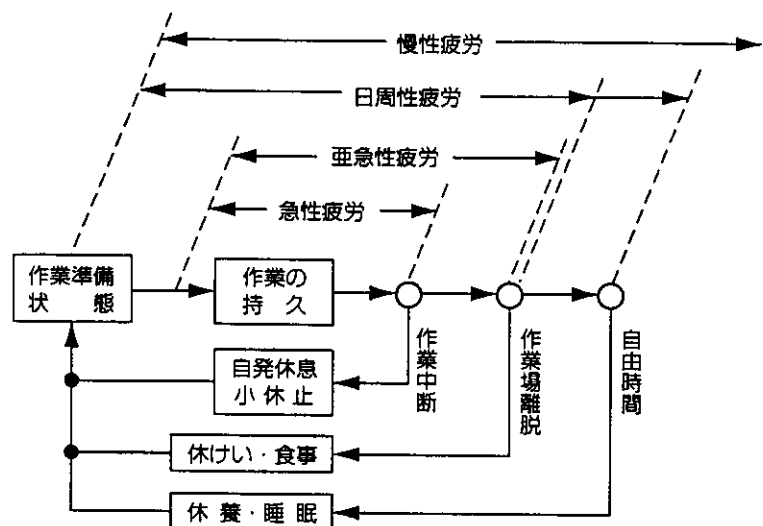 慢性疲労
日周性疲労
亜急性疲労
急性疲労
作業準備
状態
作業の
持久
自発休息
小休止
休けい・食事
休養・睡眠
作業中断
作業場離脱
自由時間